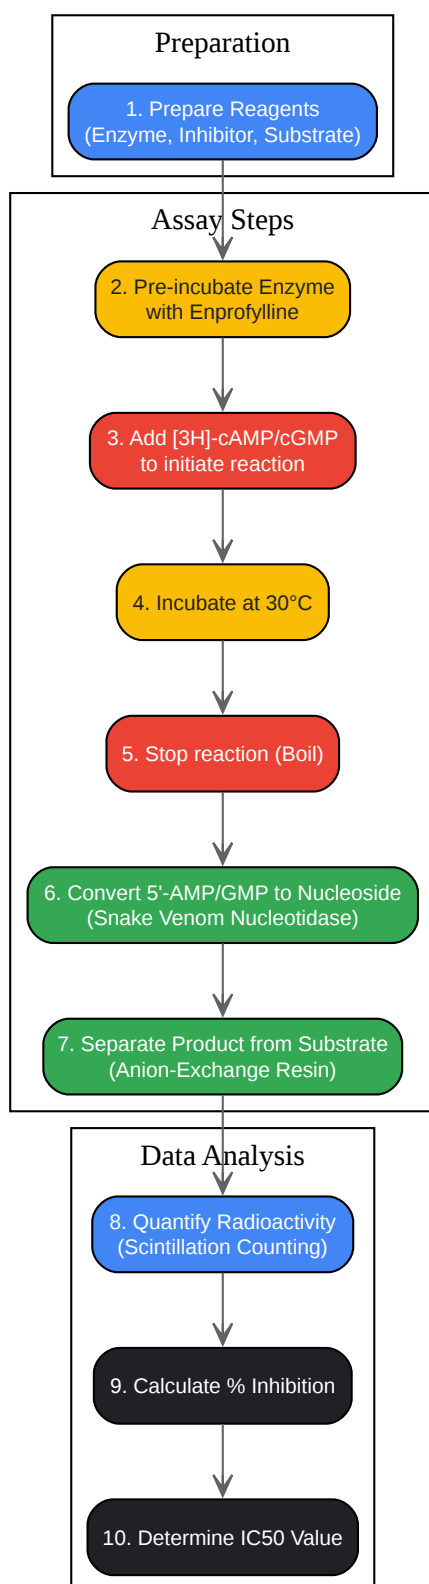 Preparation
1. Prepare Reagents
(Enzyme, Inhibitor, Substrate)
Assay Steps
2. Pre-incubate Enzyme
with Enprofylline
3. Add [3H]-cAMP/cGMP
to initiate reaction
4. Incubate at 30°C
5. Stop reaction (Boil)
6. Convert 5'-AMP/GMP to Nucleoside
(Snake Venom Nucleotidase)
7. Separate Product from Substrate
(Anion-Exchange Resin)
Data Analysis
8. Quantify Radioactivity
(Scintillation Counting)
9. Calculate % Inhibition
10. Determine IC50 Value